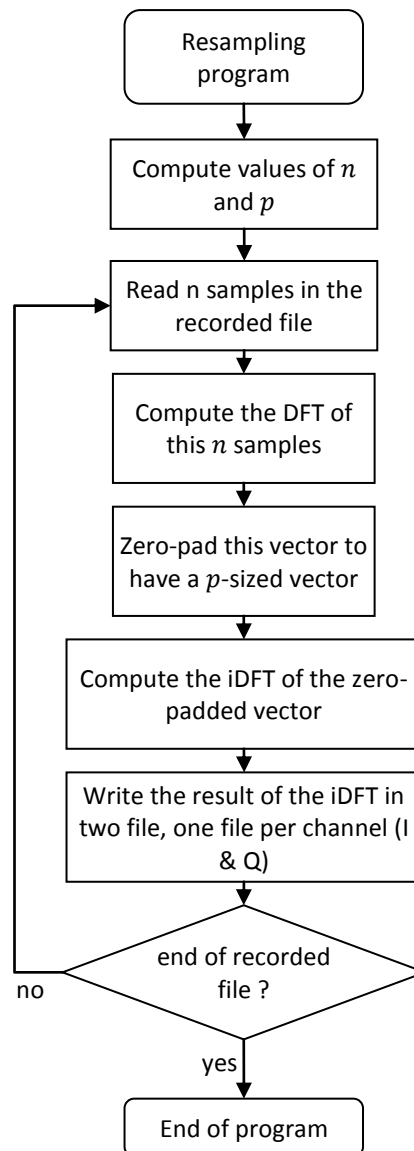 Resampling
program
Compute values of n
and p
Read n samples in the
recorded file
Compute the DFT of
this n samples
Zero-pad this vector to
have a p-sized vector
Compute the iDFT of the zero-
padded vector
Write the result of the iDFT in
two file, one file per channel (I
& Q)
end of recorded
file ?
no
yes
End of program